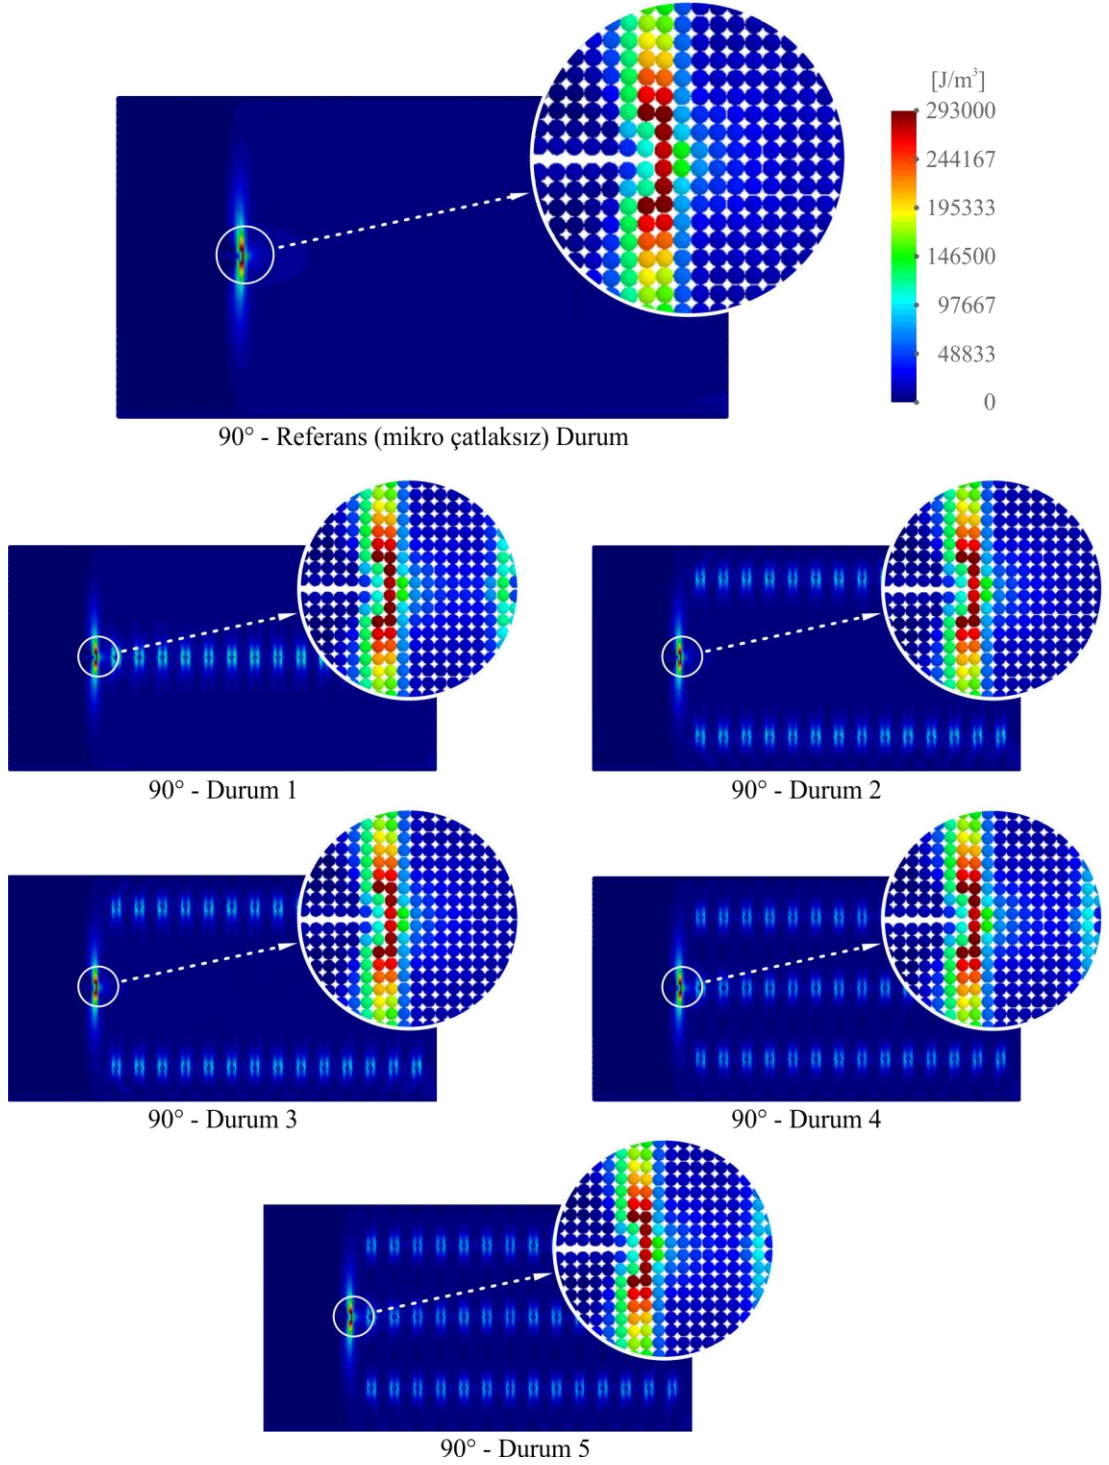 [J/m³]
293000
244167
195333
146500
97667
48833
0
90° - Referans (mikro çatlaksız) Durum
90° - Durum 1
90° - Durum 2
90° - Durum 3
90° - Durum 4
90° - Durum 5